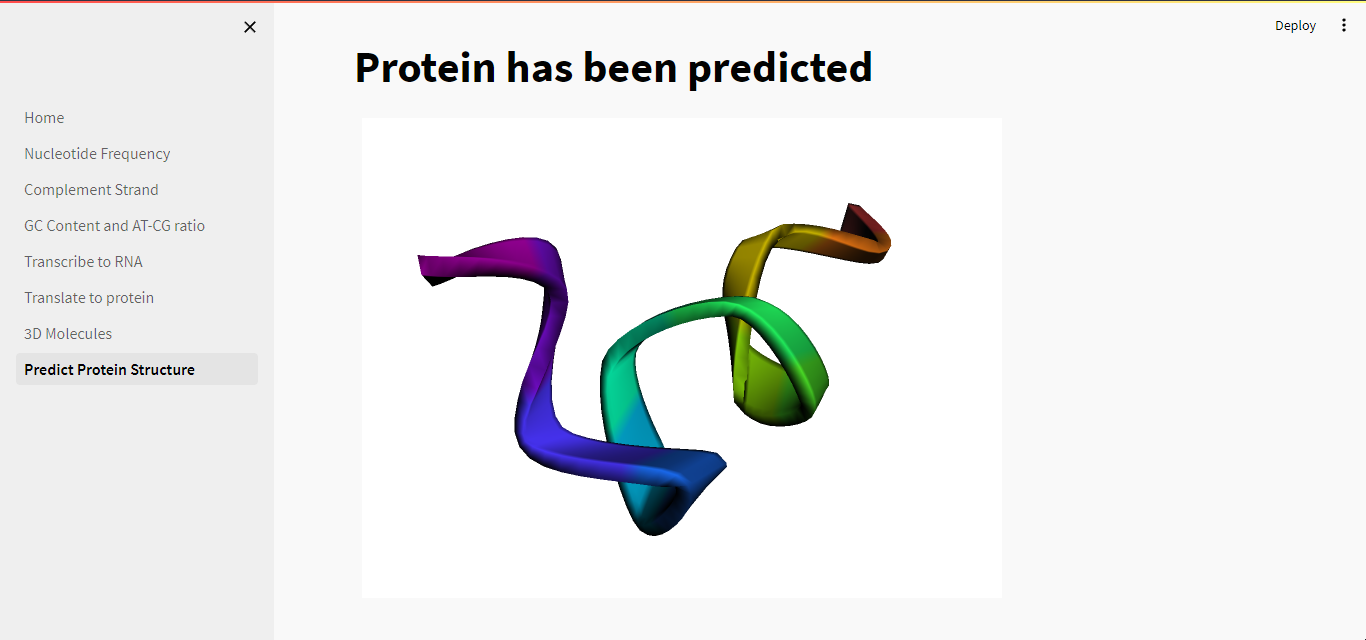 Deploy
Protein has been predicted
Home
Nucleotide Frequency
Complement Strand
GC Content and AT-CG ratio
Transcribe to RNA
Translate to protein
3D Molecules
Predict Protein Structure